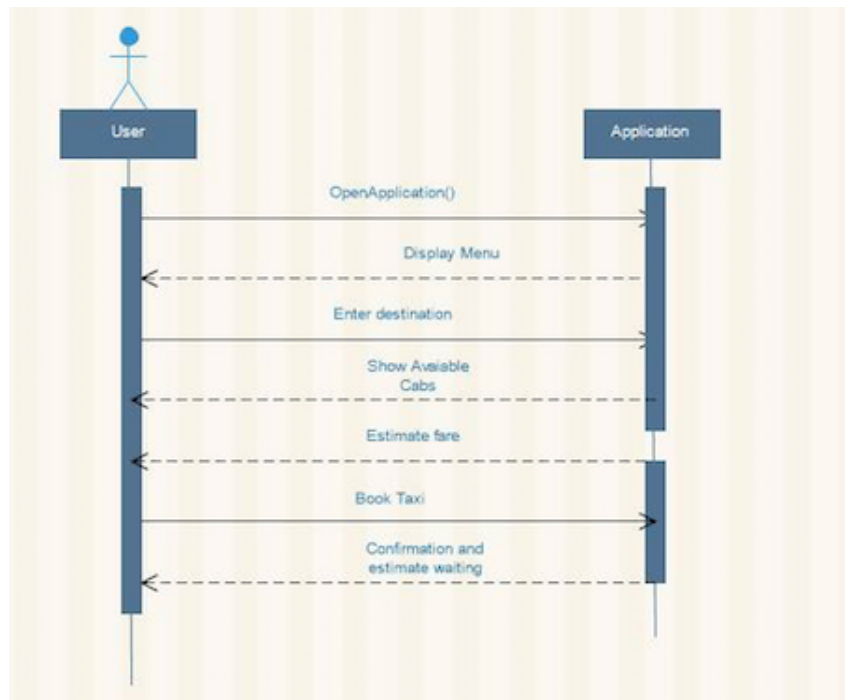 User
Application
OpenApplication()
Display Menu
Enter destination
Show Avaiable
Cabs
Estimate fare
Book Taxi
Confirmation and
estimate waiting